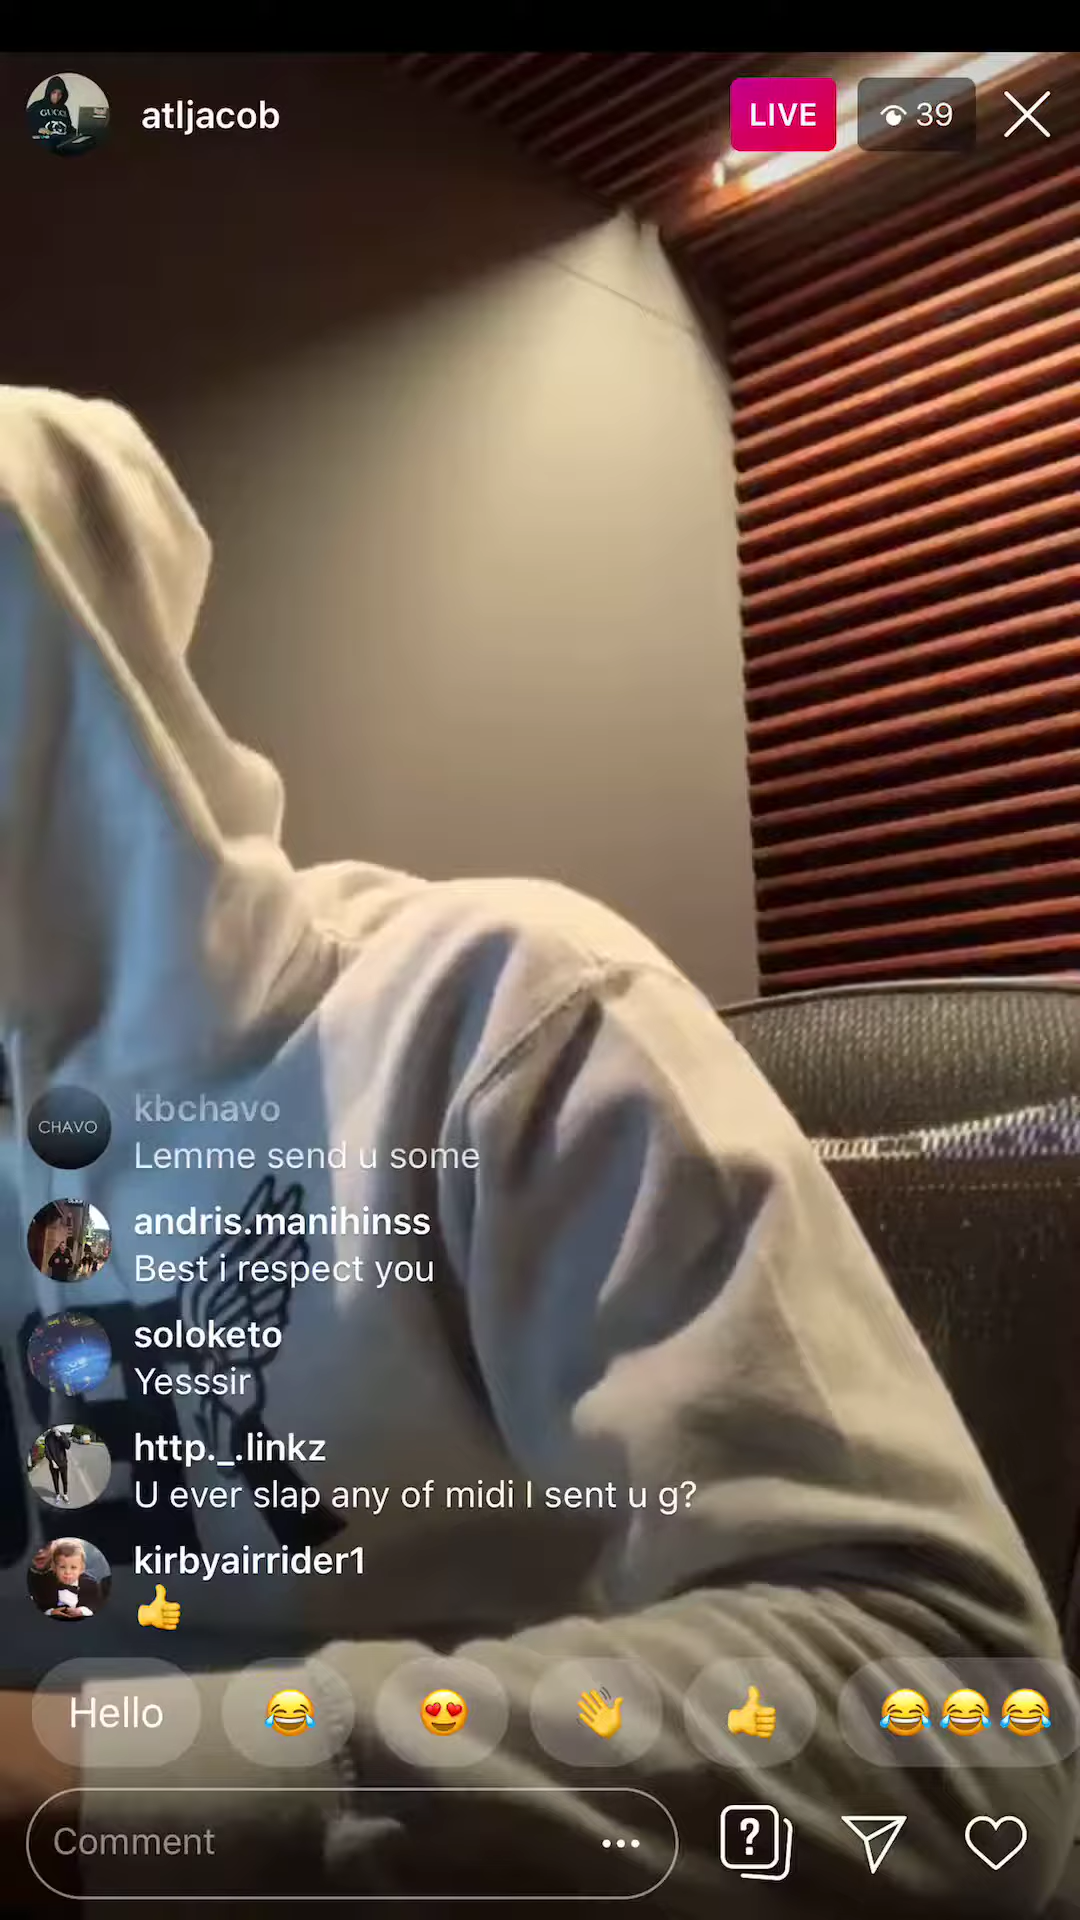 atljacob
LIVE
39
GUCCI
CHAVO
kbchavo
Lemme send u some
andris.manihinss
Best i respect you
soloketo
Yesssir
http._.linkz
U ever slap any of midi I sent u g?
kirbyairrider1
👍
Hello 😂 😍 👋 👍 😂😂😂
Comment
?